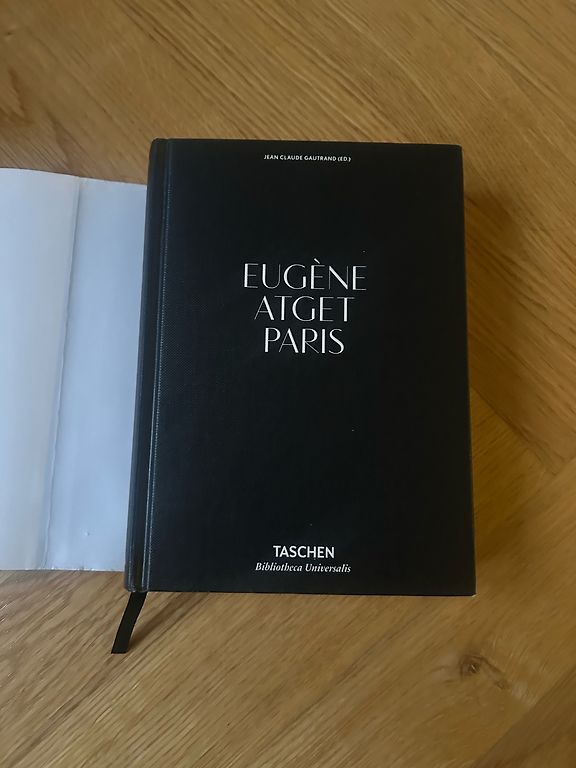 JEAN CLAUDE GAUTRAND (ED.)
EUGÈNE
ATGET
PARIS
TASCHEN
Bibliotheca Universalis